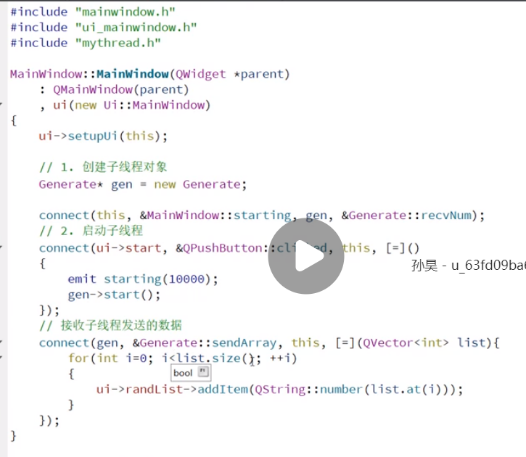 #include "mainwindow.h"
#include "ui_mainwindow.h"
#include "mythread.h"
MainWindow::MainWindow(QWidget *parent)
: QMainWindow(parent)
, ui(new Ui::MainWindow)
{
ui->setupUi(this);
// 1. 创建子线程对象
Generate* gen = new Generate;
connect(this, &MainWindow::starting, gen, &Generate::recvNum);
// 2. 启动子线程
connect(ui->start, &QPushButton::clicked, this, [=]()
孙昊 - u_63fd09ba
{
emit starting(10000);
gen->start();
});
// 接收子线程发送的数据
connect(gen, &Generate::sendArray, this, [=](QVector<int> list){
for(int i=0; i<list.size(); ++i)
bool
{
ui->randList->addItem(QString::number(list.at(i)));
}
});
}